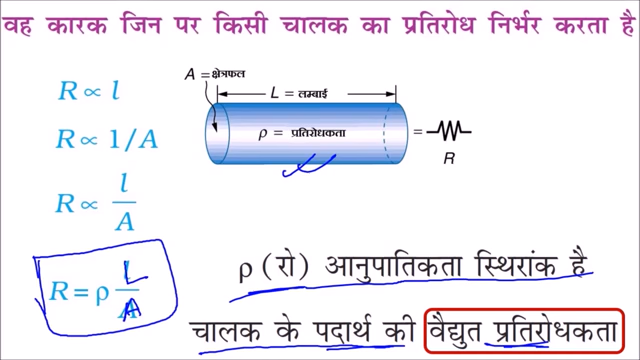 वह कारक जिन पर किसी चालक का प्रतिरोध निर्भर करता है
A = क्षेत्रफल
L = लम्बाई
R ∝ l
R ∝ 1/A
ρ = प्रतिरोधकता
= R
R ∝ l/A
R = ρ l/A
L
A
ρ (रो) आनुपातिकता स्थिरांक है
चालक के पदार्थ की वैद्युत प्रतिरोधकता